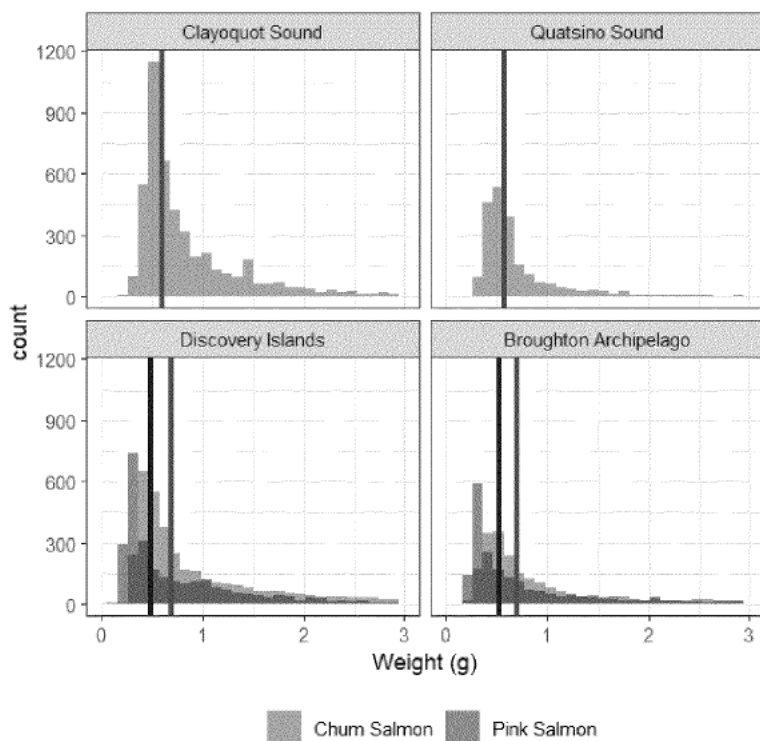 Clayoquot Sound
Quatsino Sound
1200
900
600
300
0
Discovery Islands
Broughton Archipelago
1200
900
600
300
0
count
0 1 2 3 0 1 2 3
Weight (g)
Chum Salmon Pink Salmon